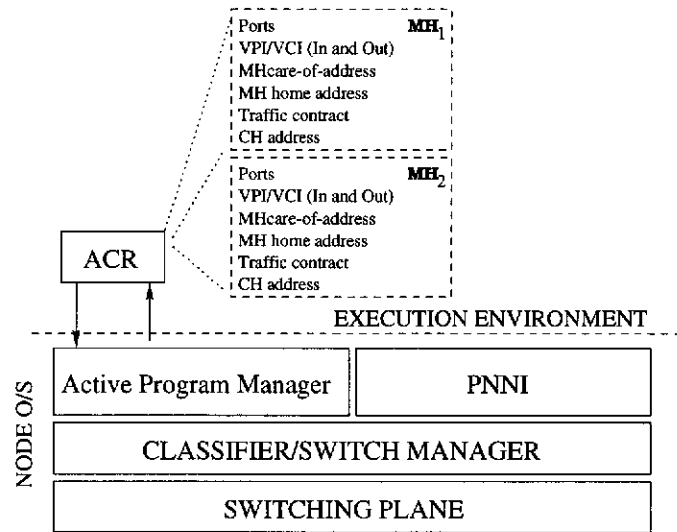 Ports MH1
VPI/VCI (In and Out)
MHcare-of-address
MH home address
Traffic contract
CH address
Ports MH2
VPI/VCI (In and Out)
MHcare-of-address
MH home address
Traffic contract
CH address
ACR
EXECUTION ENVIRONMENT
NODE O/S
Active Program Manager
PNNI
CLASSIFIER/SWITCH MANAGER
SWITCHING PLANE